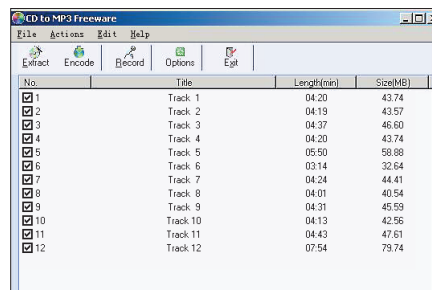 CD to MP3 Freeware
File Actions Edit Help
Extract Encode Record Options Exit
No. Title Length(min) Size(MB)
1 Track 1 04:20 43.74
2 Track 2 04:19 43.57
3 Track 3 04:37 46.60
4 Track 4 04:20 43.74
5 Track 5 05:50 58.88
6 Track 6 03:14 32.64
7 Track 7 04:24 44.41
8 Track 8 04:01 40.54
9 Track 9 04:31 45.59
10 Track 10 04:13 42.56
11 Track 11 04:43 47.61
12 Track 12 07:54 79.74